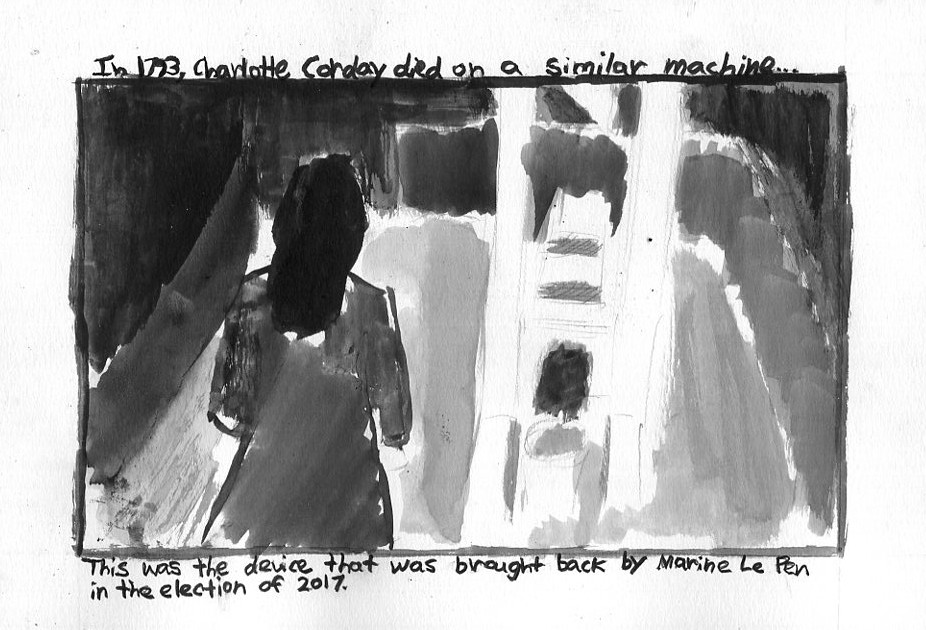 In 1793, Charlotte Corday died on a similar machine...
This was the device that was brought back by Marine Le Pen
in the election of 2017.